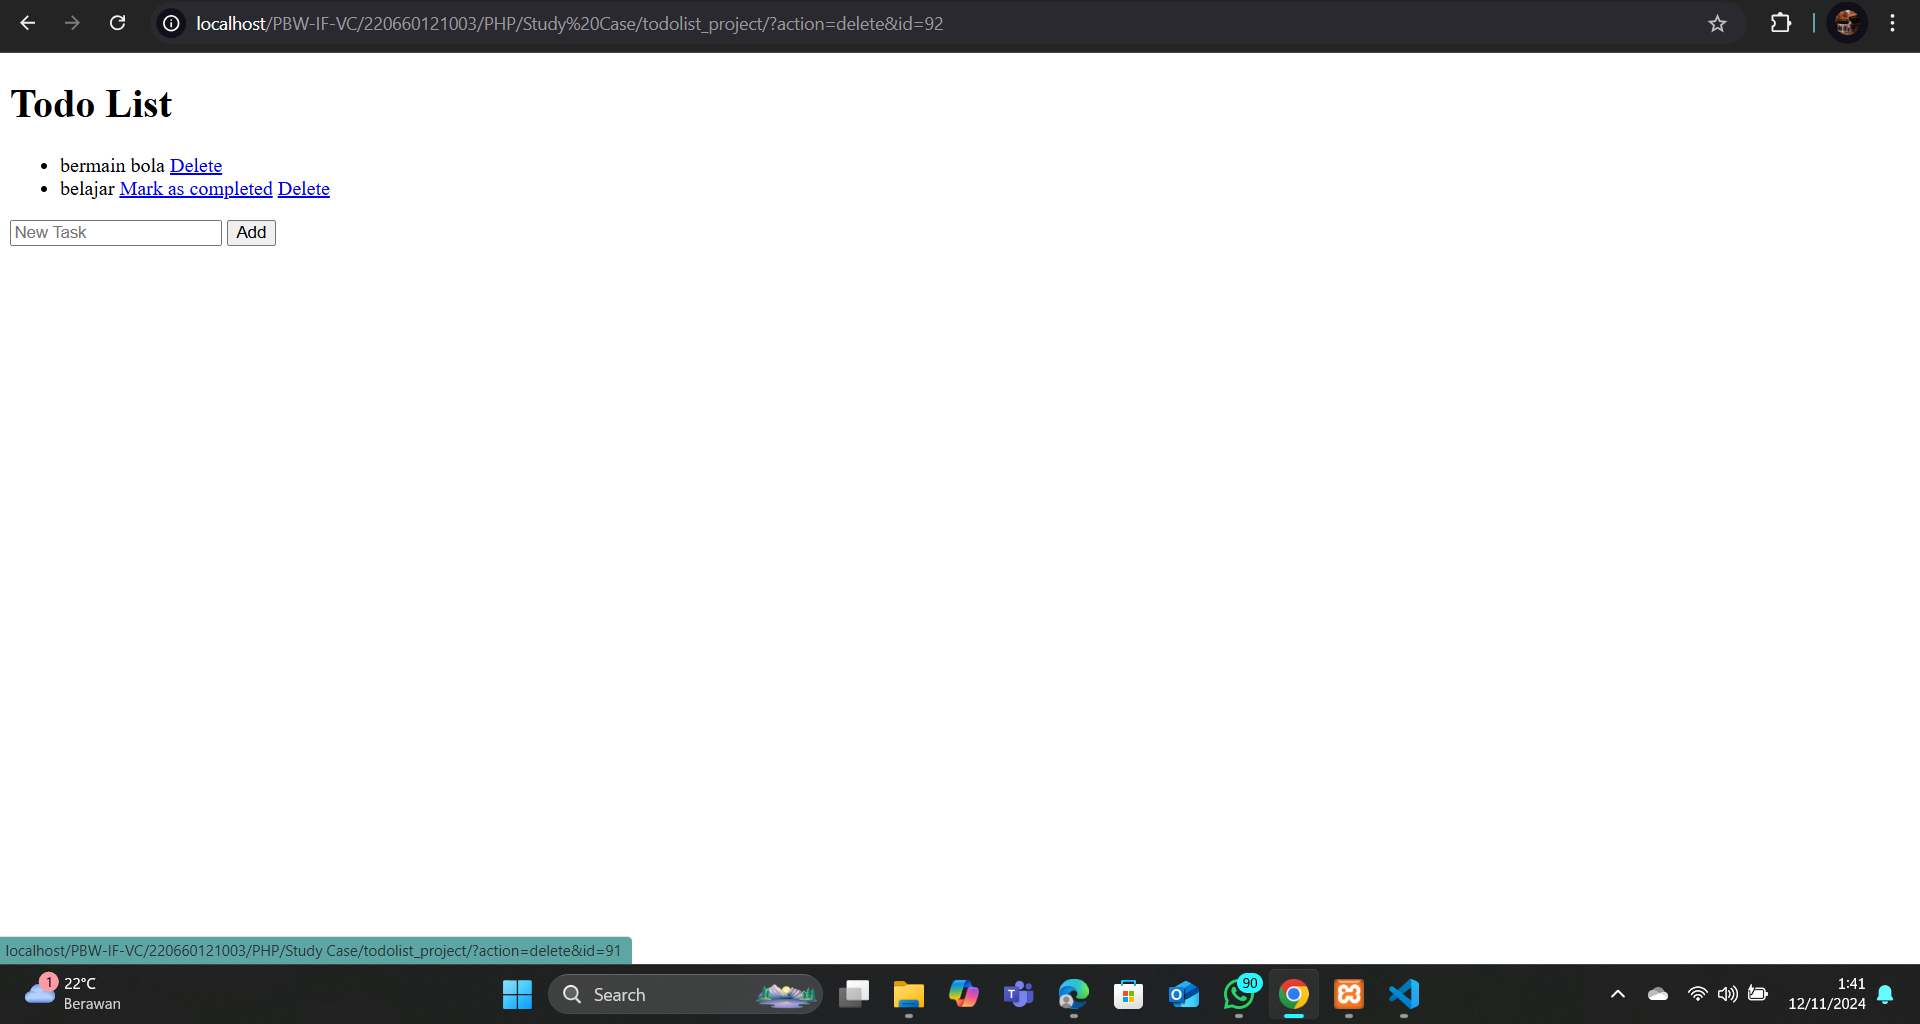 localhost/PBW-IF-VC/220660121003/PHP/Study%20Case/todolist_project/?action=delete&id=92
Todo List
bermain bola Delete
belajar Mark as completed Delete
New Task Add
localhost/PBW-IF-VC/220660121003/PHP/Study Case/todolist_project/?action=delete&id=91
1
22°C
Berawan
Search
90
1:41
12/11/2024